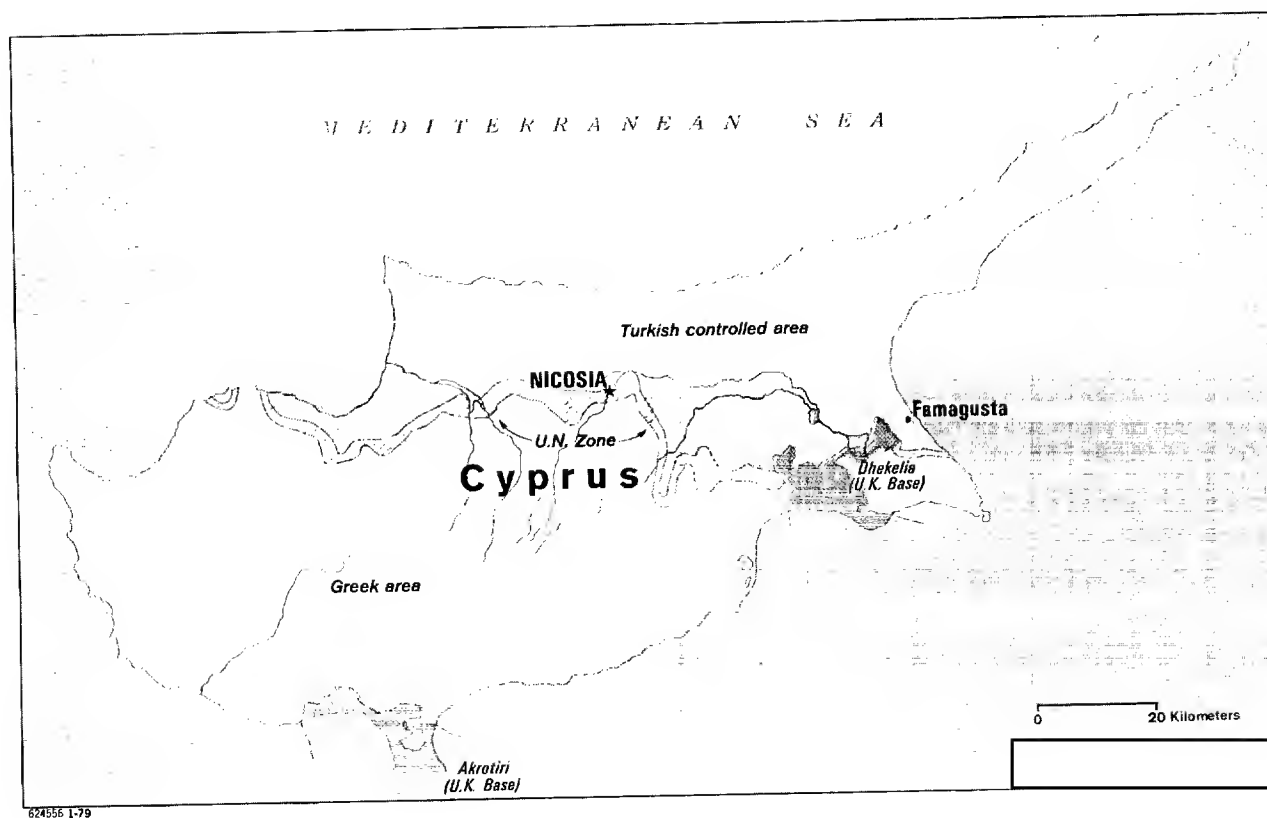 MEDITERRANEAN SEA
Turkish controlled area
NICOSIA
Famagusta
U.N. Zone
Cyprus
Dhekelia
(U.K. Base)
Greek area
0 20 Kilometers
Akrotiri
(U.K. Base)
624556 1-79